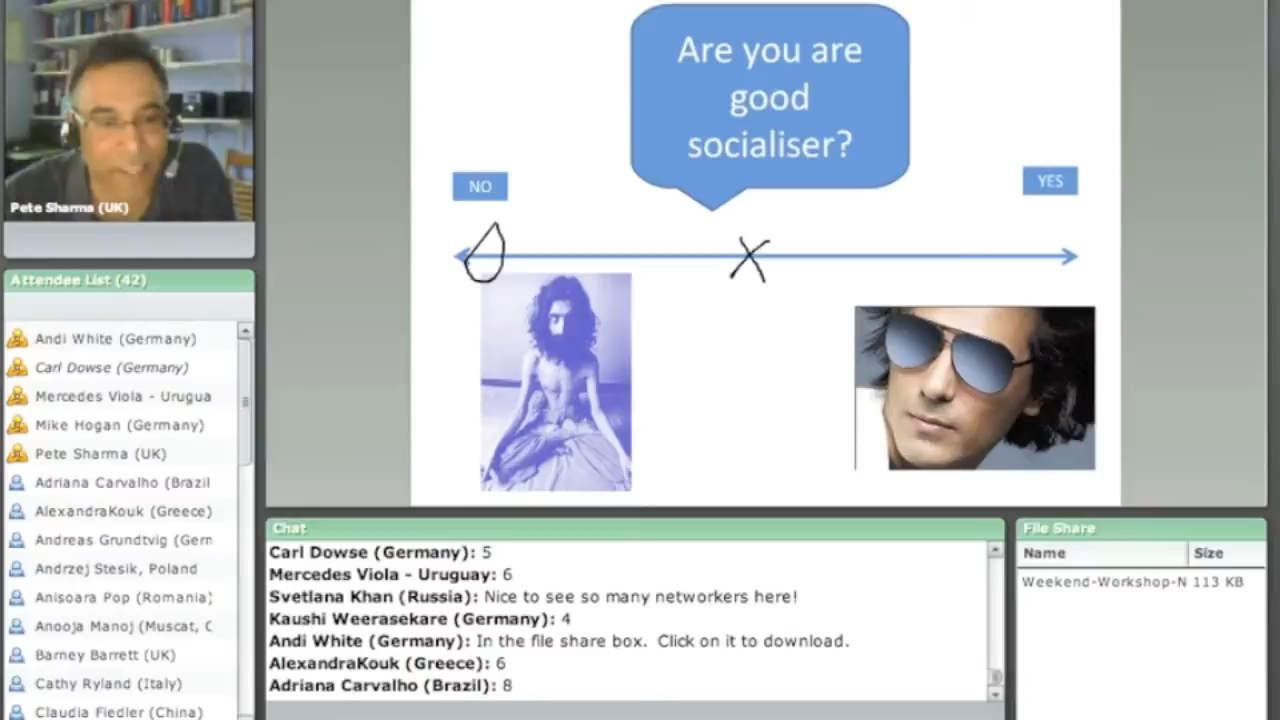 Pete Sharma (UK)
Attendee List (42)
Andi White (Germany)
Carl Dowse (Germany)
Mercedes Viola - Urugua
Mike Hogan (Germany)
Pete Sharma (UK)
Adriana Carvalho (Brazil
AlexandraKouk (Greece)
Andreas Grundtvig (Gern
Andrzej Stesik, Poland
Anisoara Pop (Romania)
Anooja Manoj (Muscat, C
Barney Barrett (UK)
Cathy Ryland (Italy)
Claudia Fiedler (China)
Are you are
good
socialiser?
NO
YES
Chat
Carl Dowse (Germany): 5
Mercedes Viola - Uruguay: 6
Svetlana Khan (Russia): Nice to see so many networkers here!
Kaushi Weerasekare (Germany): 4
Andi White (Germany): In the file share box. Click on it to download.
AlexandraKouk (Greece): 6
Adriana Carvalho (Brazil): 8
File Share
Name Size
Weekend-Workshop-N 113 KB